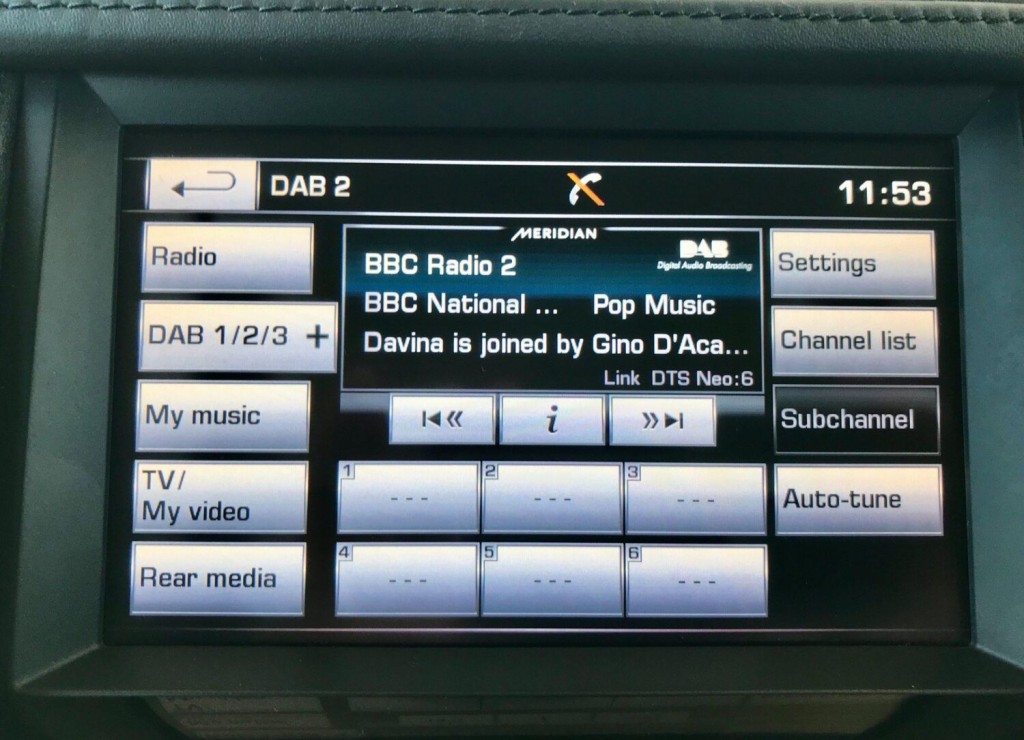 DAB 2
11:53
Radio
DAB 1/2/3 +
My music
TV/
My video
Rear media
MERIDIAN
DAB
Digital Audio Broadcasting
BBC Radio 2
BBC National ... Pop Music
Davina is joined by Gino D'Aca...
Link DTS Neo:6
i
1 ---
2 ---
3 ---
4 ---
5 ---
6 ---
Settings
Channel list
Subchannel
Auto-tune